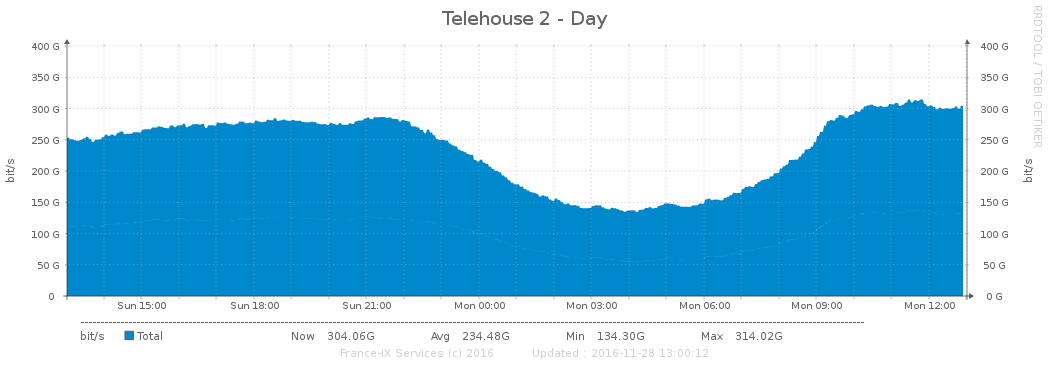 Telehouse 2 - Day
RRDTOOL / TOBI OETIKER
bit/s
400 G 400 G
350 G 350 G
300 G 300 G
250 G 250 G
200 G 200 G
150 G 150 G
100 G 100 G
50 G 50 G
0 0 G
bit/s
Sun 15:00 Sun 18:00 Sun 21:00 Mon 00:00 Mon 03:00 Mon 06:00 Mon 09:00 Mon 12:00
bit/s Total Now 304.06G Avg 234.48G Min 134.30G Max 314.02G
France-IX Services (c) 2016 Updated : 2016-11-28 13:00:12